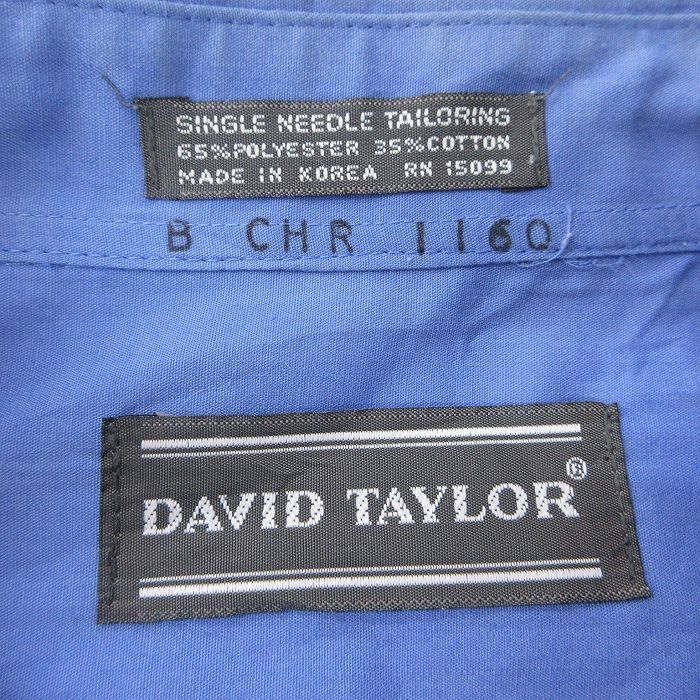 SINGLE NEEDLE TAILORING
65% POLYESTER 35% COTTON
MADE IN KOREA RN 15099
B CHR 1160
DAVID TAYLOR®